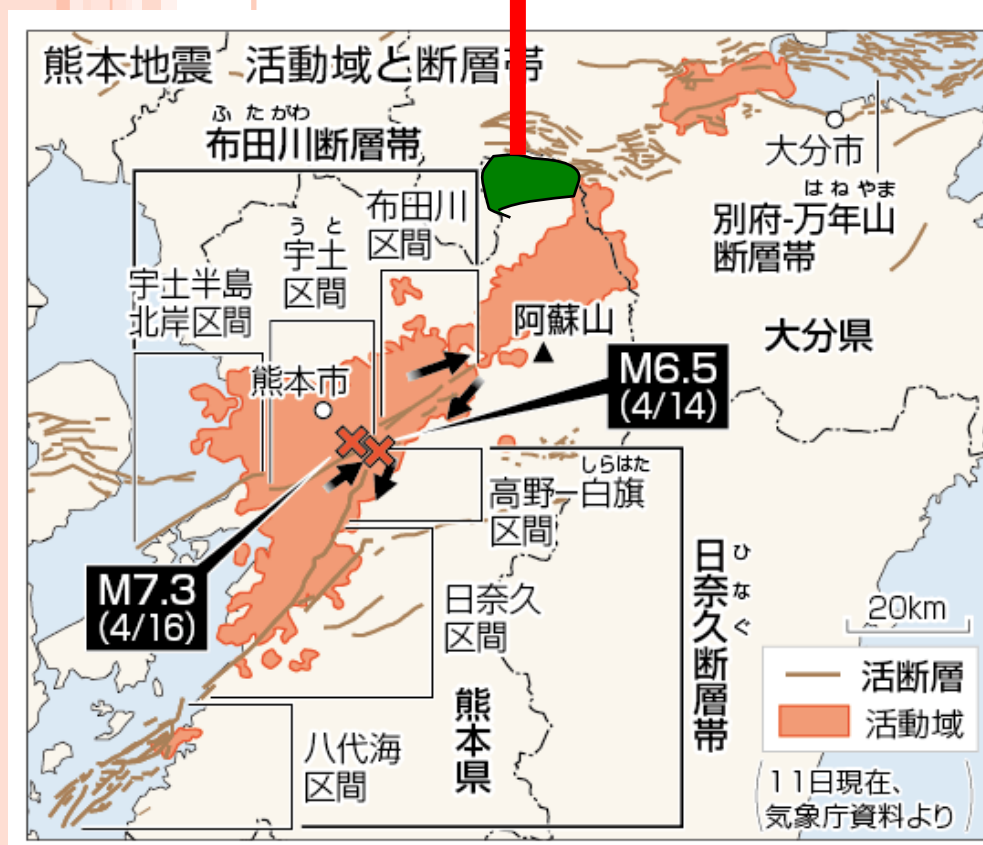 熊本地震 活動域と断層帯
ふたがわ
布田川断層帯
布田川
区間
うと
宇土
区間
宇土半島
北岸区間
熊本市
阿蘇山
M6.5
(4/14)
大分市
はねやま
別府-万年山
断層帯
大分県
しらはた
高野ー白旗
区間
M7.3
(4/16)
日奈久
区間
ひなぐ
日奈久断層帯
熊本県
八代海
区間
20km
活断層
活動域
(11日現在、
気象庁資料より)